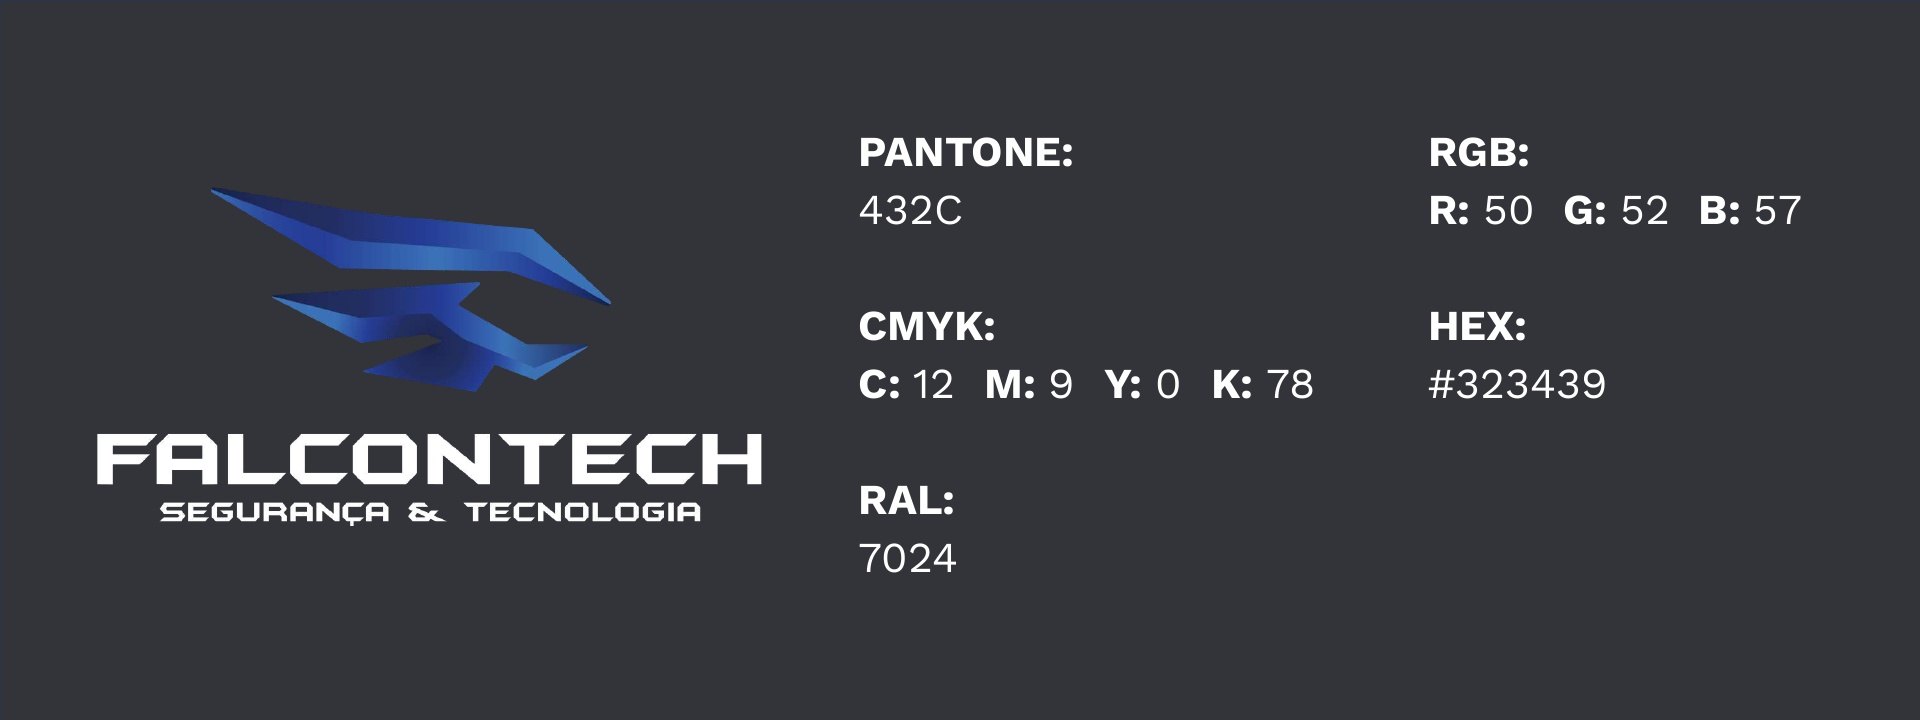 FALCONTECH
SEGURANÇA & TECNOLOGIA
PANTONE:
432C
CMYK:
C: 12 M: 9 Y: 0 K: 78
RAL:
7024
RGB:
R: 50 G: 52 B: 57
HEX:
#323439